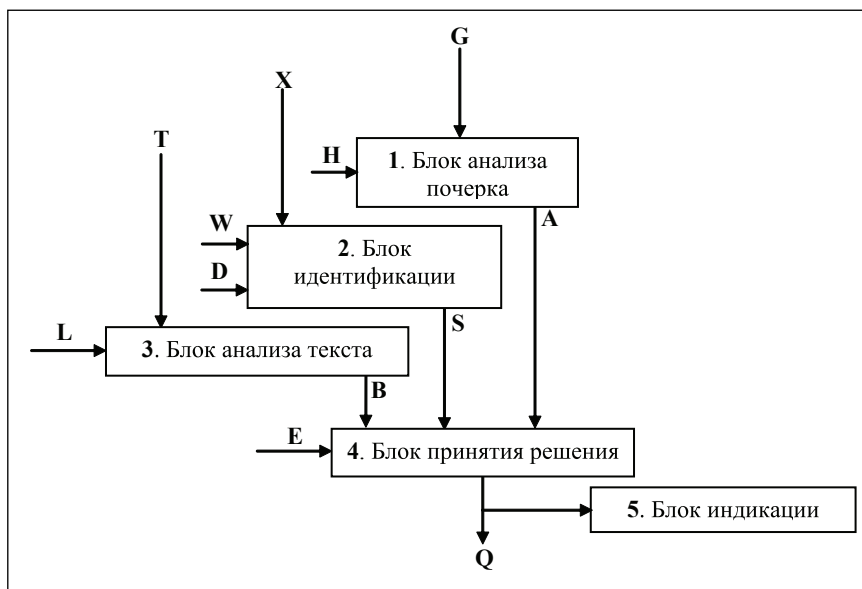 G
X
T
H
1. Блок анализа
почерка
A
W
2. Блок
идентификации
D
S
L
3. Блок анализа текста
B
E
4. Блок принятия решения
5. Блок индикации
Q